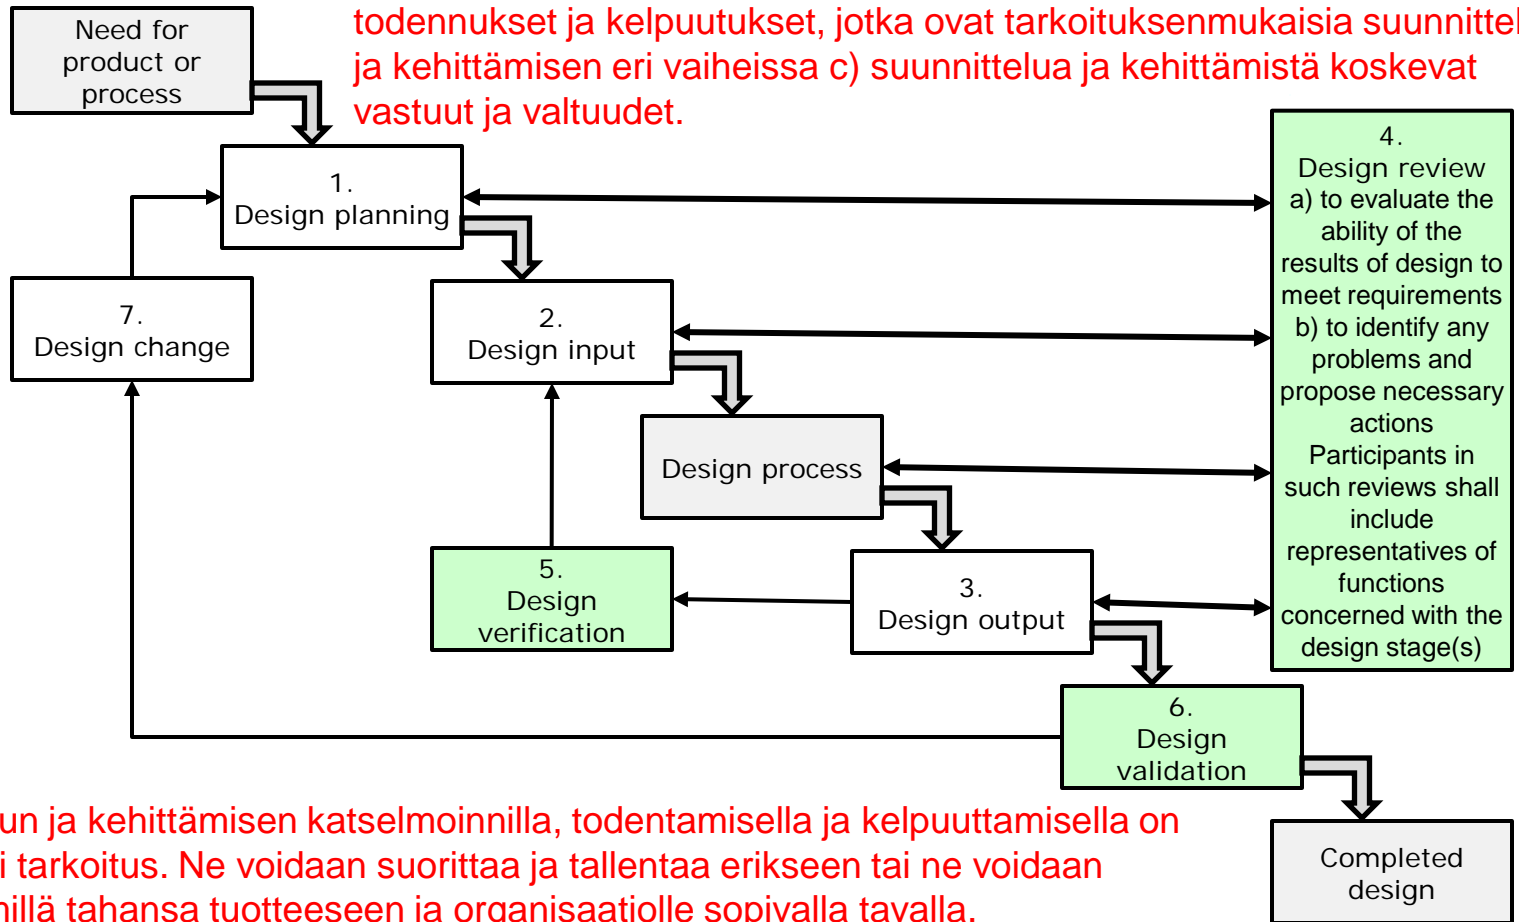 Need for
product or
process
todennukset ja kelpuutukset, jotka ovat tarkoituksenmukaisia
ja kehittämisen eri vaiheissa c) suunnittelua ja kehittämistä koskevat
vastuut ja valtuudet.
1.
Design planning
4.
Design review
a) to evaluate the
ability of the
results of design to
meet requirements
b) to identify any
problems and
propose necessary
actions
Participants in
such reviews shall
include
representatives of
functions
concerned with the
design stage(s)
7.
Design change
2.
Design input
Design process
5.
Design
verification
3.
Design output
6.
Design
validation
ja kehittämisen katselmoinnilla, todentamisella ja kelpuuttamisella on
tarkoitus. Ne voidaan suorittaa ja tallentaa erikseen tai ne voidaan
tahansa tuotteeseen ja organisaatiolle sopivalla tavalla.
Completed
design